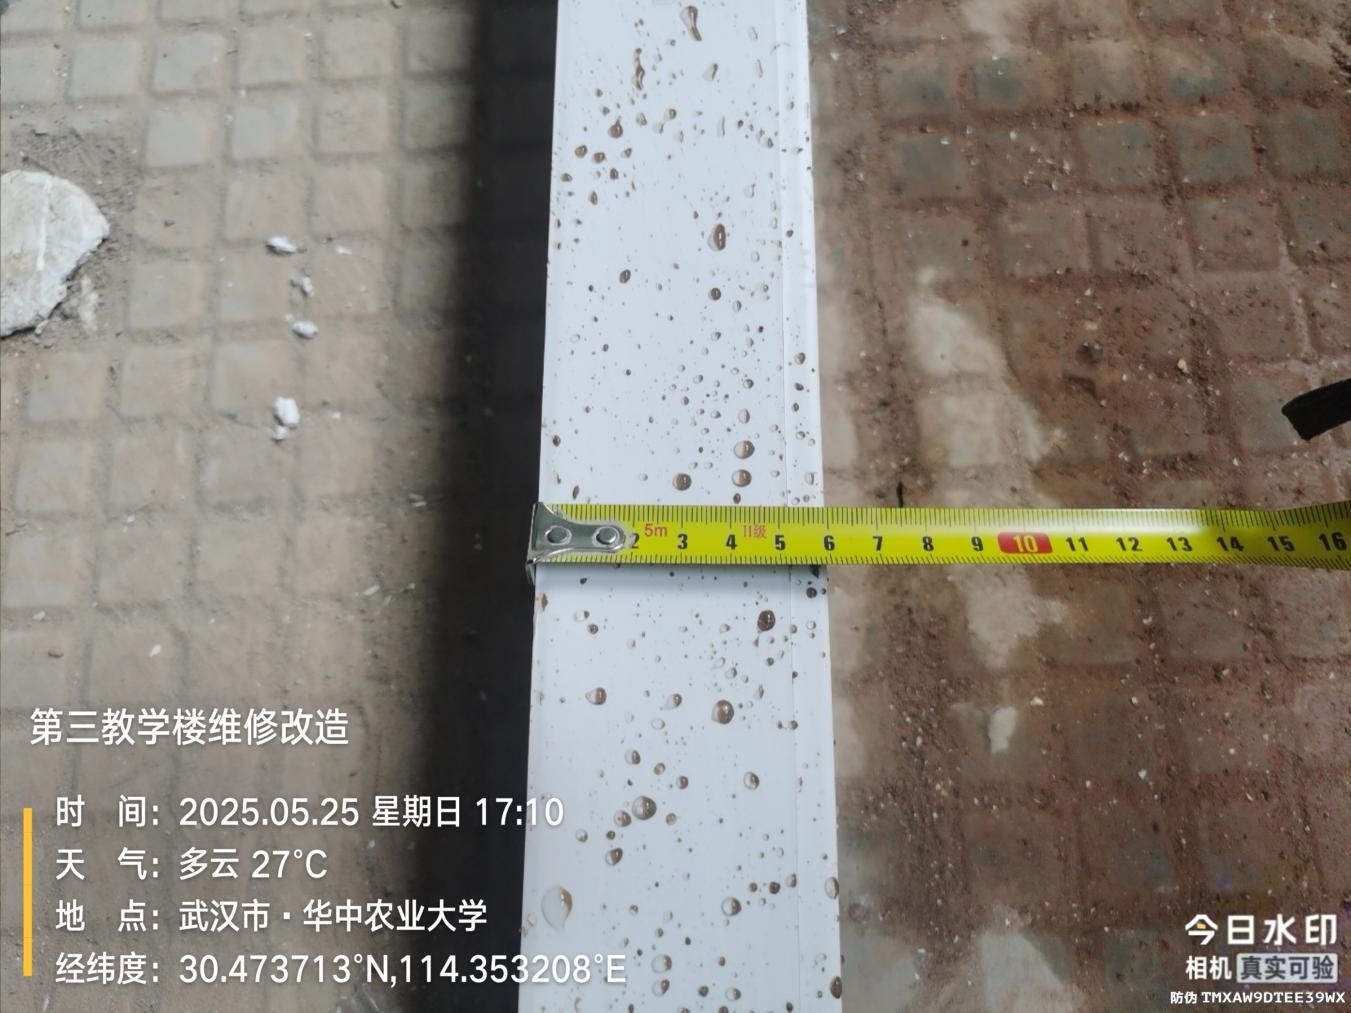 5m II级
2 3 4 5 6 7 8 9 10 11 12 13 14 15 16
第三教学楼维修改造
时 间：2025.05.25 星期日 17:10
天 气：多云 27°C
地 点：武汉市·华中农业大学
经纬度：30.473713°N,114.353208°E
今日水印
相机 真实可验
防伪 TMXAW9DTEE39WX